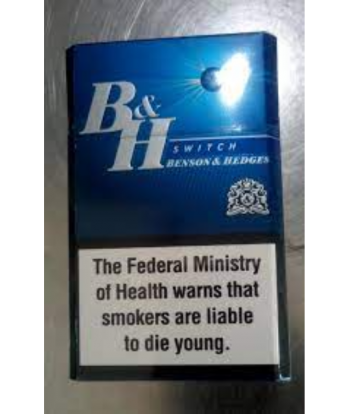 B&H
SWITCH
BENSON & HEDGES
The Federal Ministry
of Health warns that
smokers are liable
to die young.